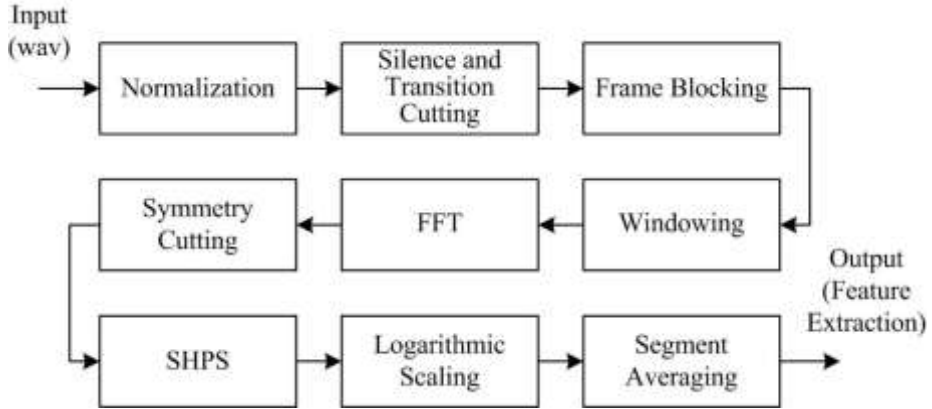 Input
(wav)
Normalization
Silence and
Transition
Cutting
Frame Blocking
Symmetry
Cutting
FFT
Windowing
Output
(Feature
Extraction)
SHPS
Logarithmic
Scaling
Segment
Averaging